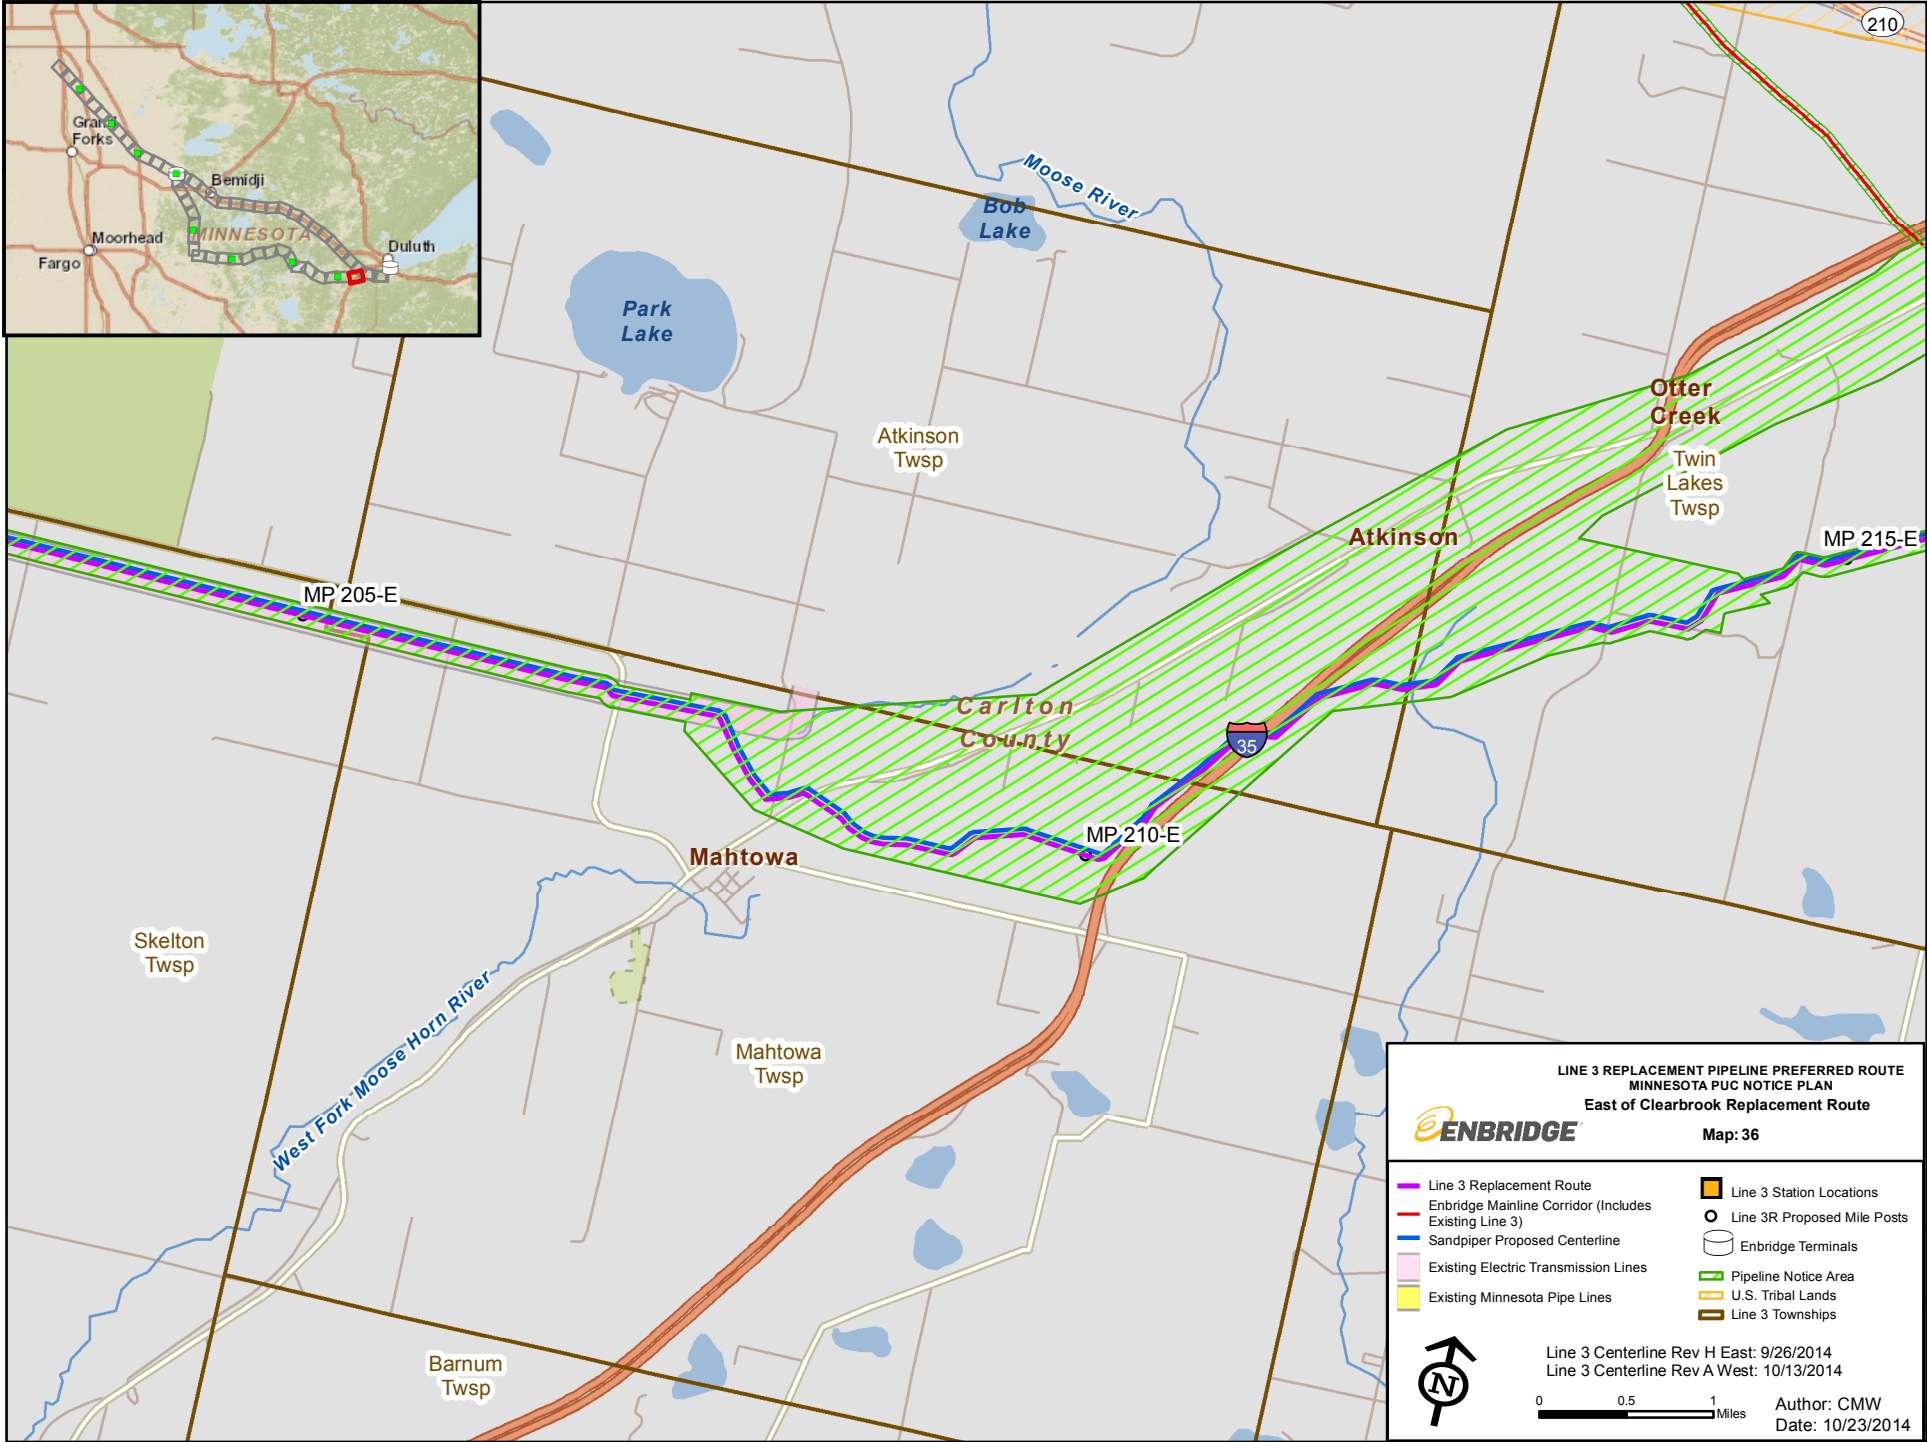 Grand
Forks
Bemidji
Moorhead
MINNESOTA
Duluth
Fargo
210
Moose River
Bob
Lake
Park
Lake
Otter
Creek
Atkinson
Twsp
Twin
Lakes
Twsp
Atkinson
MP 215-E
MP 205-E
Carlton
County
35
MP 210-E
Mahtowa
Skelton
Twsp
West Fork Moose Horn River
Mahtowa
Twsp
Barnum
Twsp
LINE 3 REPLACEMENT PIPELINE PREFERRED ROUTE
MINNESOTA PUC NOTICE PLAN
East of Clearbrook Replacement Route
ENBRIDGE
Map: 36
Line 3 Replacement Route
Enbridge Mainline Corridor (Includes
Existing Line 3)
Sandpiper Proposed Centerline
Existing Electric Transmission Lines
Existing Minnesota Pipe Lines
Line 3 Station Locations
Line 3R Proposed Mile Posts
Enbridge Terminals
Pipeline Notice Area
U.S. Tribal Lands
Line 3 Townships
N
Line 3 Centerline Rev H East: 9/26/2014
Line 3 Centerline Rev A West: 10/13/2014
0 0.5 1
Miles
Author: CMW
Date: 10/23/2014